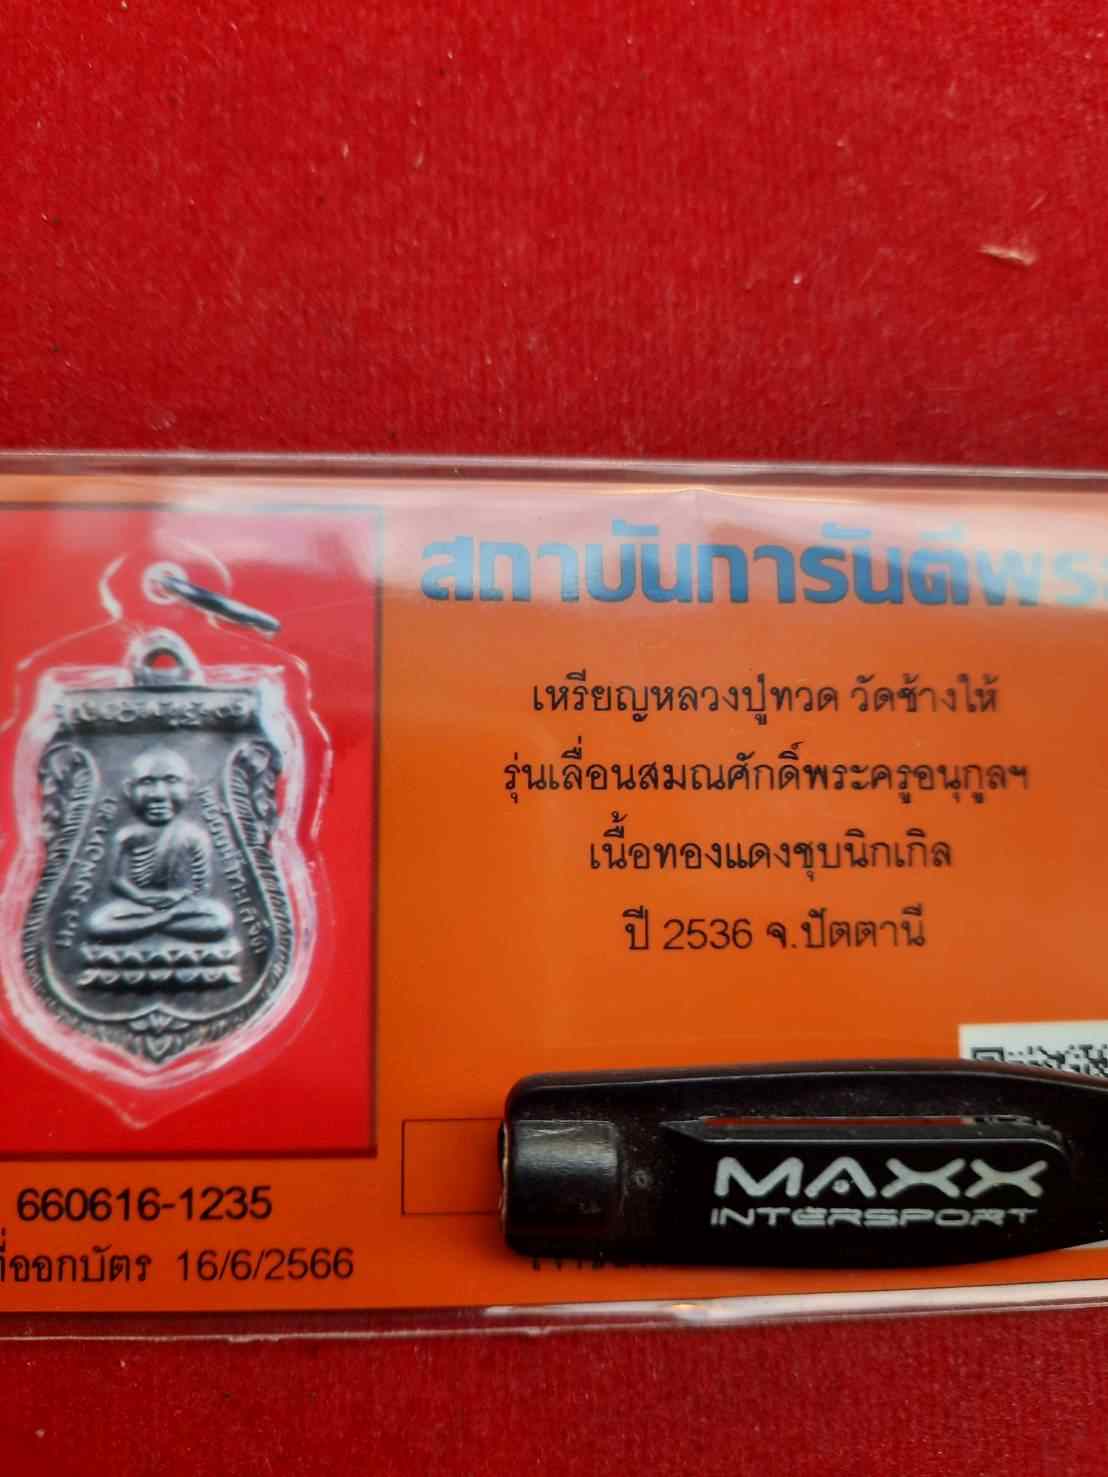 สถาบันการันตีพระ
เหรียญหลวงปู่ทวด วัดช้างให้
รุ่นเลื่อนสมณศักดิ์พระครูอนุกูลฯ
เนื้อทองแดงชุบนิกเกิล
ปี 2536 จ.ปัตตานี
660616-1235
ที่ออกบัตร 16/6/2566
MAXX
INTERSPORT